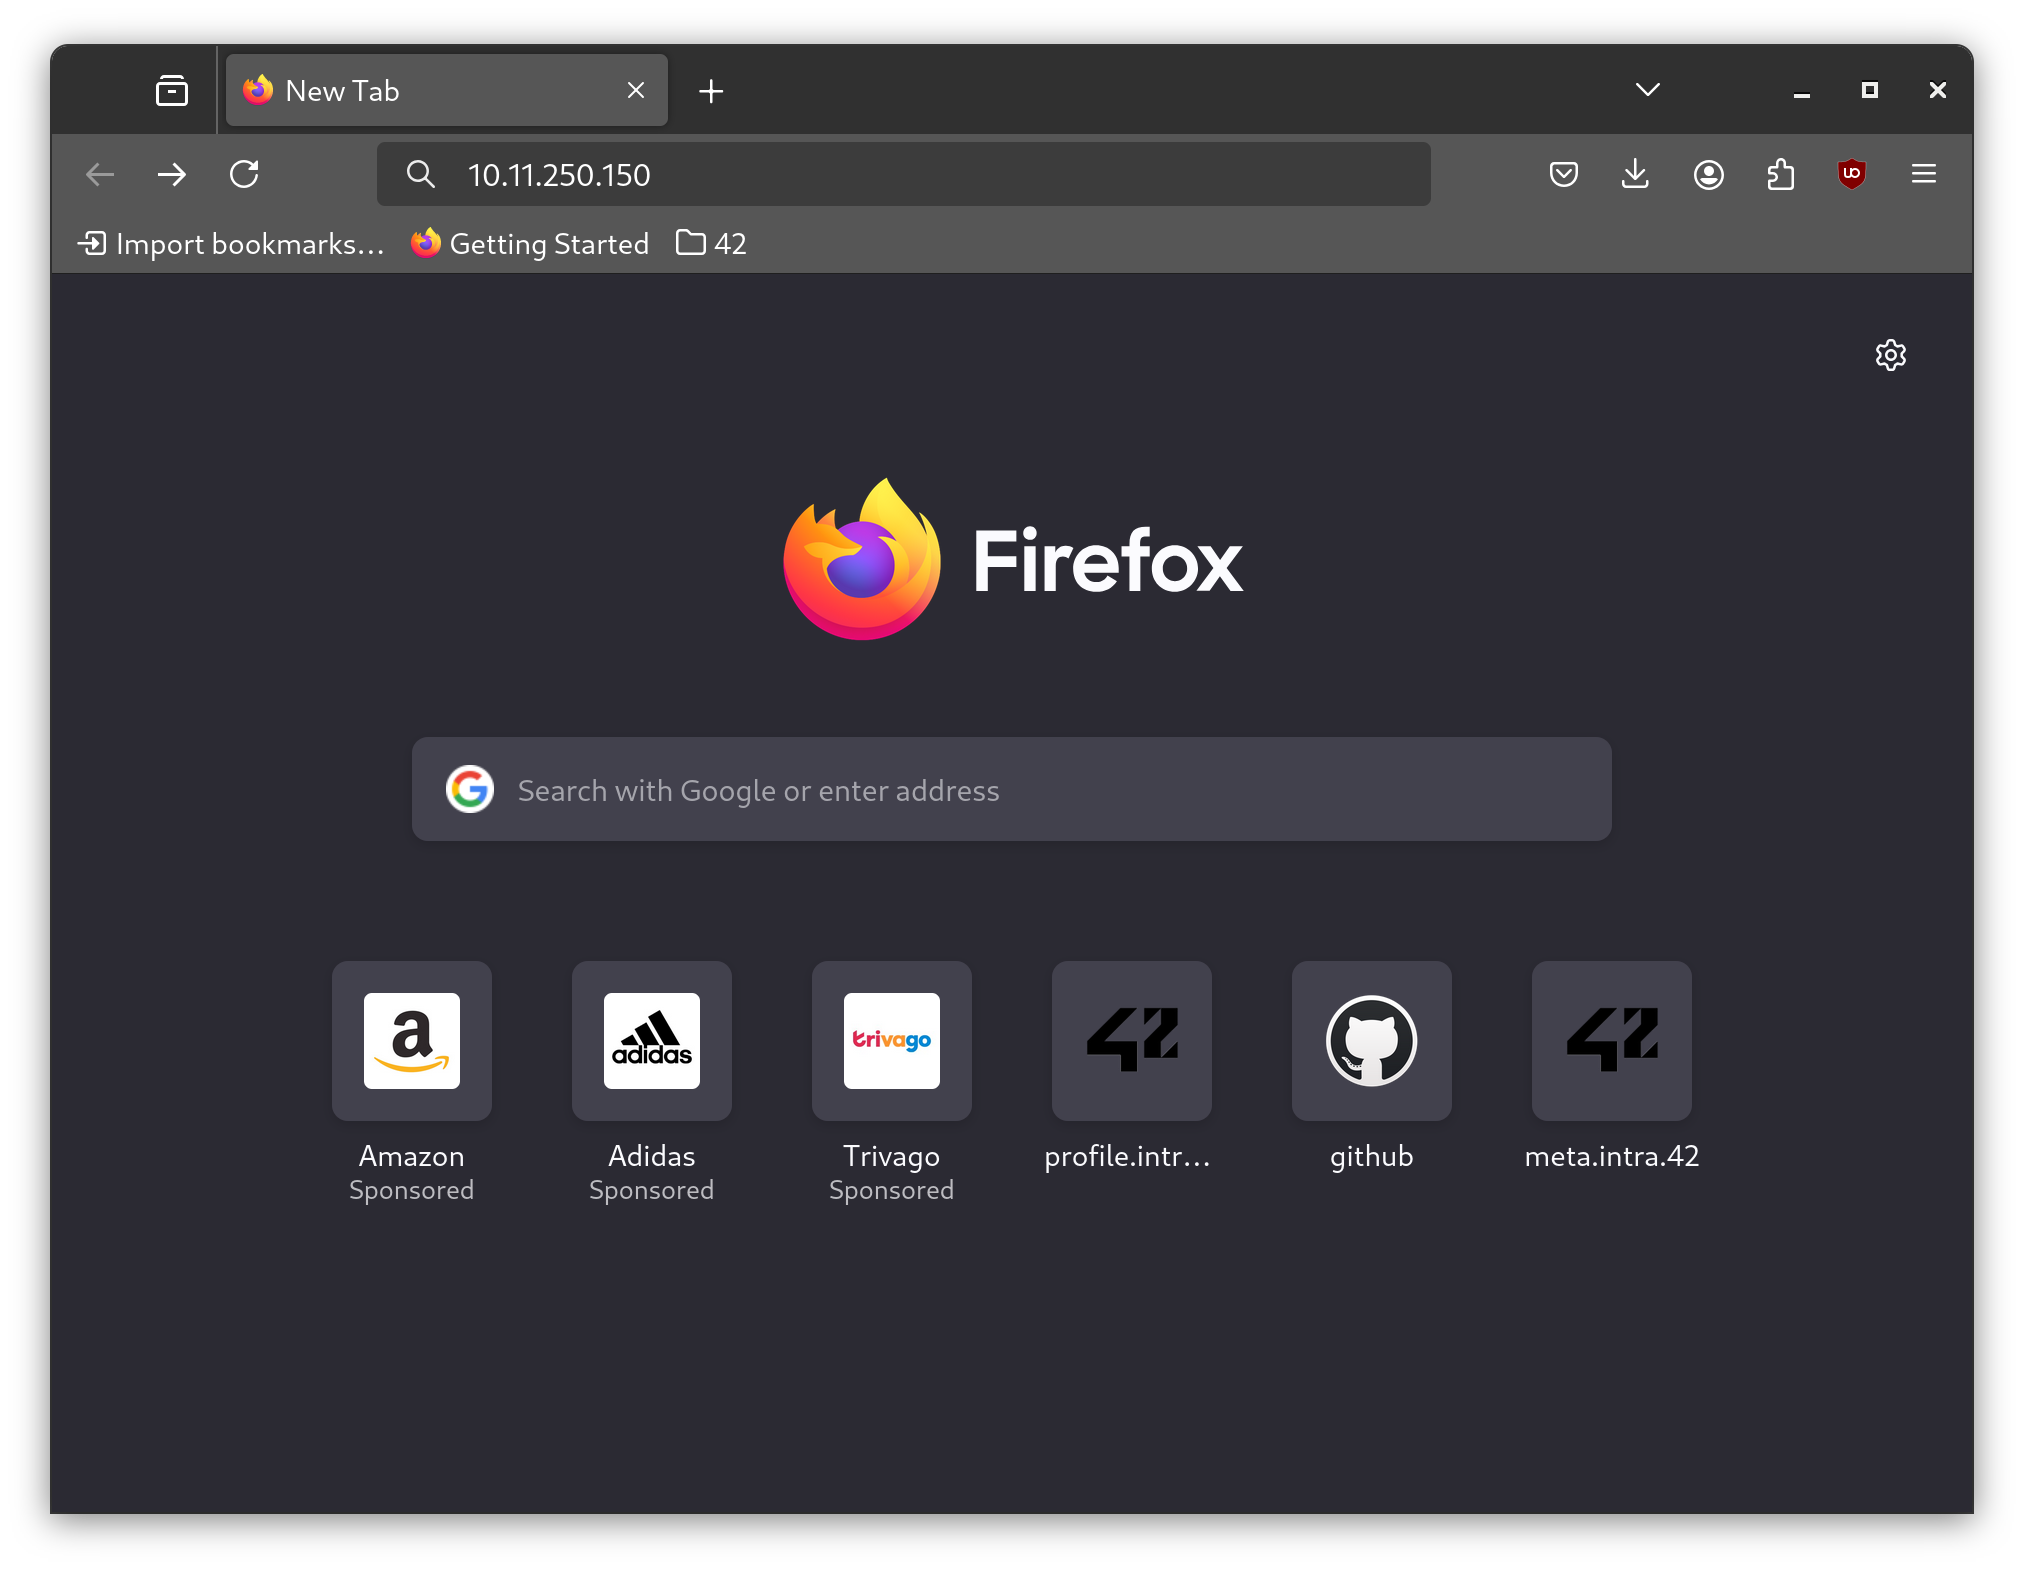 New Tab
10.11.250.150
Import bookmarks...
Getting Started
42
Firefox
Search with Google or enter address
a
adidas
trivago
42
42
Amazon
Sponsored
Adidas
Sponsored
Trivago
Sponsored
profile.intr...
github
meta.intra.42